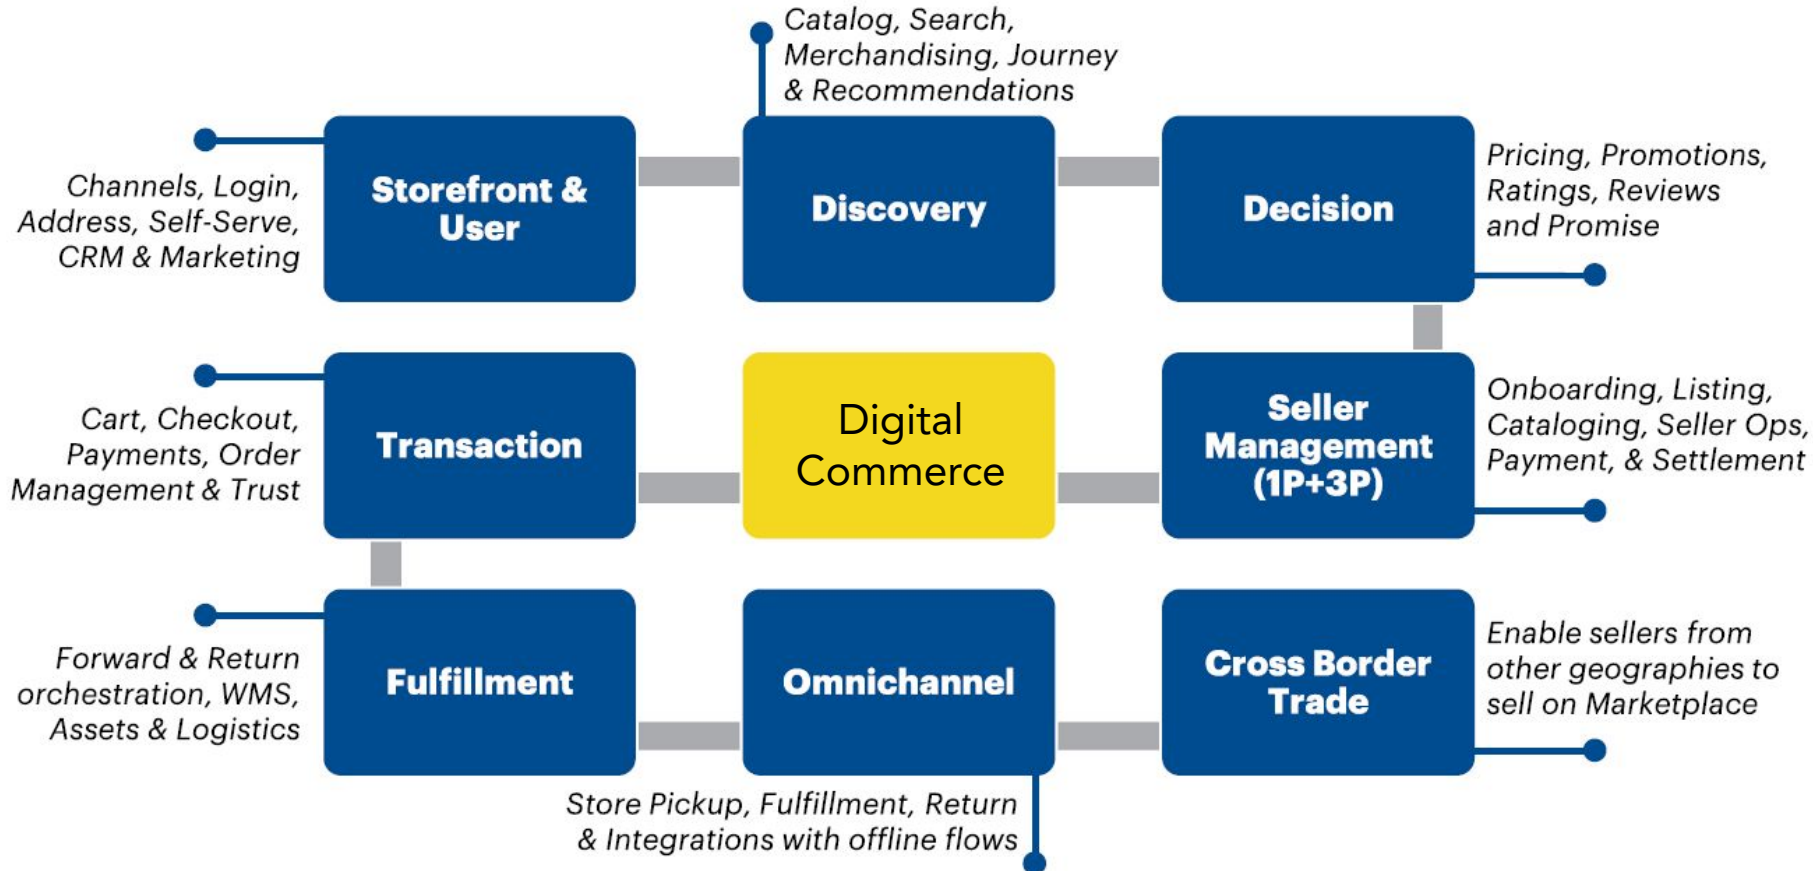 Catalog, Search,
Merchandising, Journey
& Recommendations
Channels, Login,
Address, Self-Serve,
CRM & Marketing
Storefront &
User
Discovery
Decision
Pricing, Promotions,
Ratings, Reviews
and Promise
Cart, Checkout,
Payments, Order
Management & Trust
Transaction
Digital
Commerce
Seller
Management
(1P+3P)
Onboarding, Listing,
Cataloging, Seller Ops,
Payment, & Settlement
Forward & Return
orchestration, WMS,
Assets & Logistics
Fulfillment
Omnichannel
Cross Border
Trade
Enable sellers from
other geographies to
sell on Marketplace
Store Pickup, Fulfillment, Return
& Integrations with offline flows